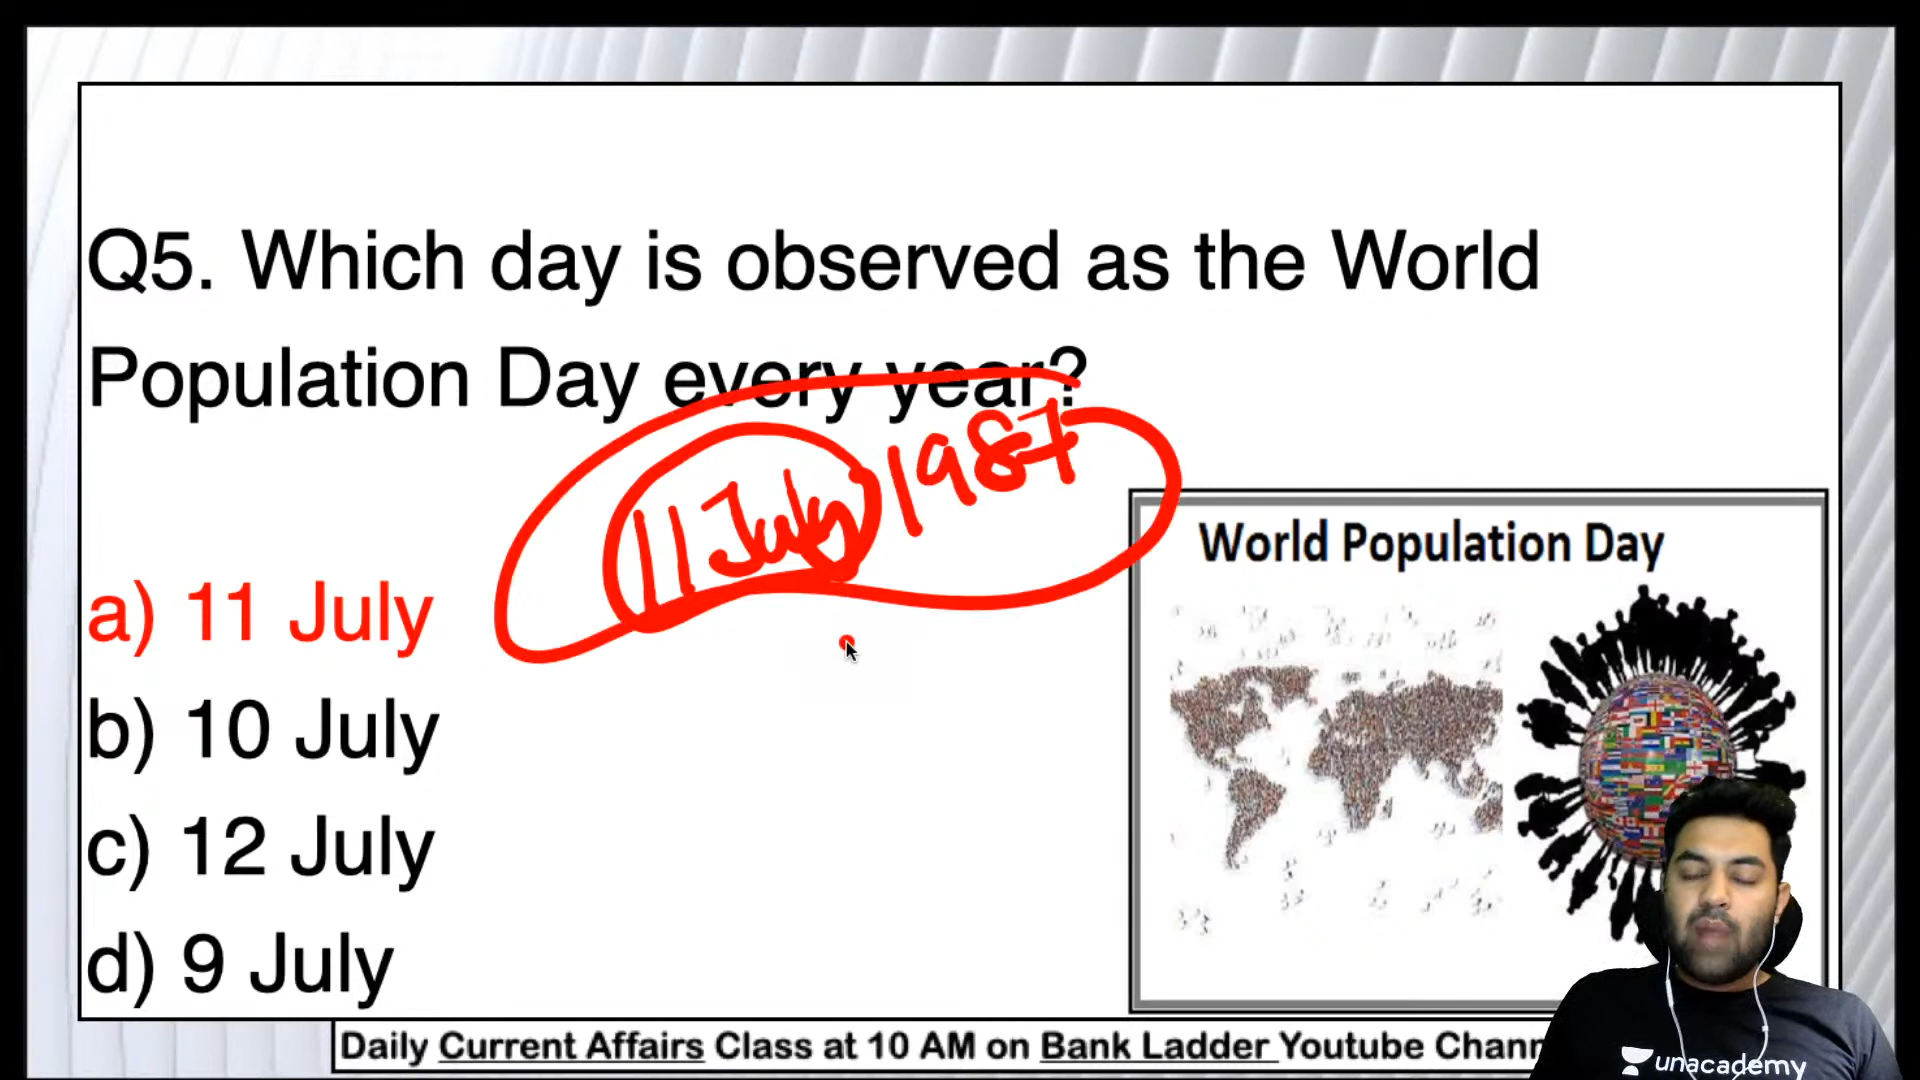 Q5. Which day is observed as the World
Population Day every year?
11 July 1987
a) 11 July
b) 10 July
c) 12 July
d) 9 July
World Population Day
Daily Current Affairs Class at 10 AM on Bank Ladder Youtube Chann
unacademy